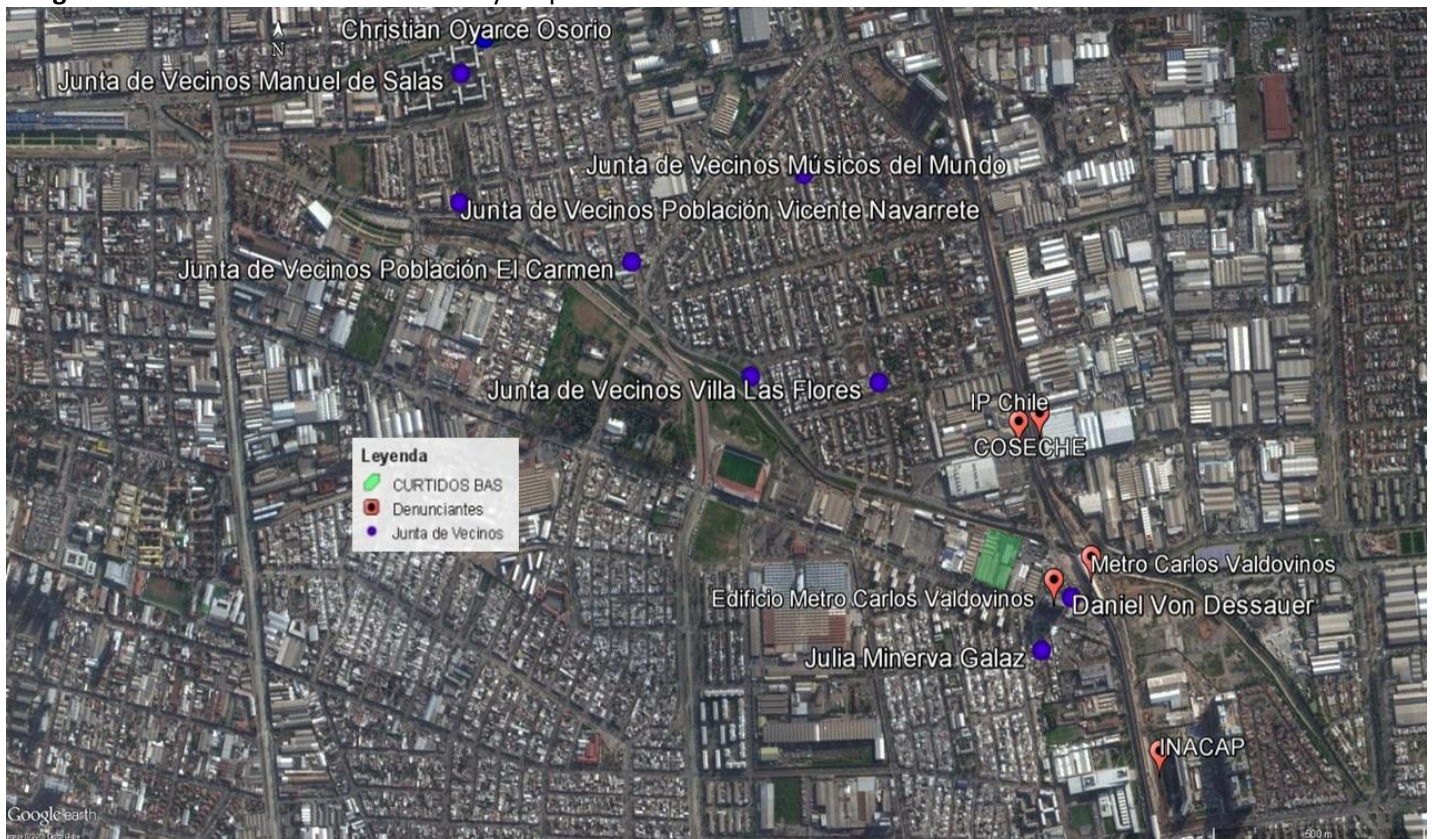 N
Christian Oyarce Osorio
Junta de Vecinos Manuel de Salas
Junta de Vecinos Músicos del Mundo
Junta de Vecinos Población Vicente Navarrete
Junta de Vecinos Población El Carmen
Junta de Vecinos Villa Las Flores
IP Chile
COSECHE
Leyenda
CURTIDOS BAS
Denunciantes
Junta de Vecinos
Metro Carlos Valdovinos
Edificio Metro Carlos Valdovinos
Daniel Von Dessauer
Julia Minerva Galaz
INACAP
Google earth
500 m